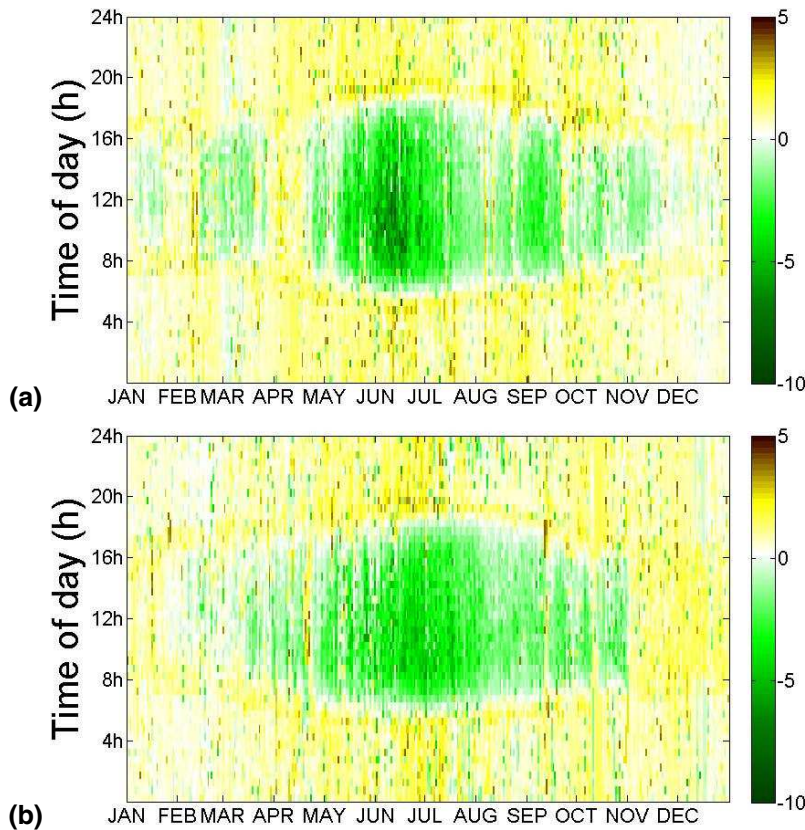 24h
20h
16h
12h
8h
4h
Time of day (h)
(a)
JAN FEB MAR APR MAY JUN JUL AUG SEP OCT NOV DEC
5
0
-5
-10
24h
20h
16h
12h
8h
4h
Time of day (h)
(b)
JAN FEB MAR APR MAY JUN JUL AUG SEP OCT NOV DEC
5
0
-5
-10